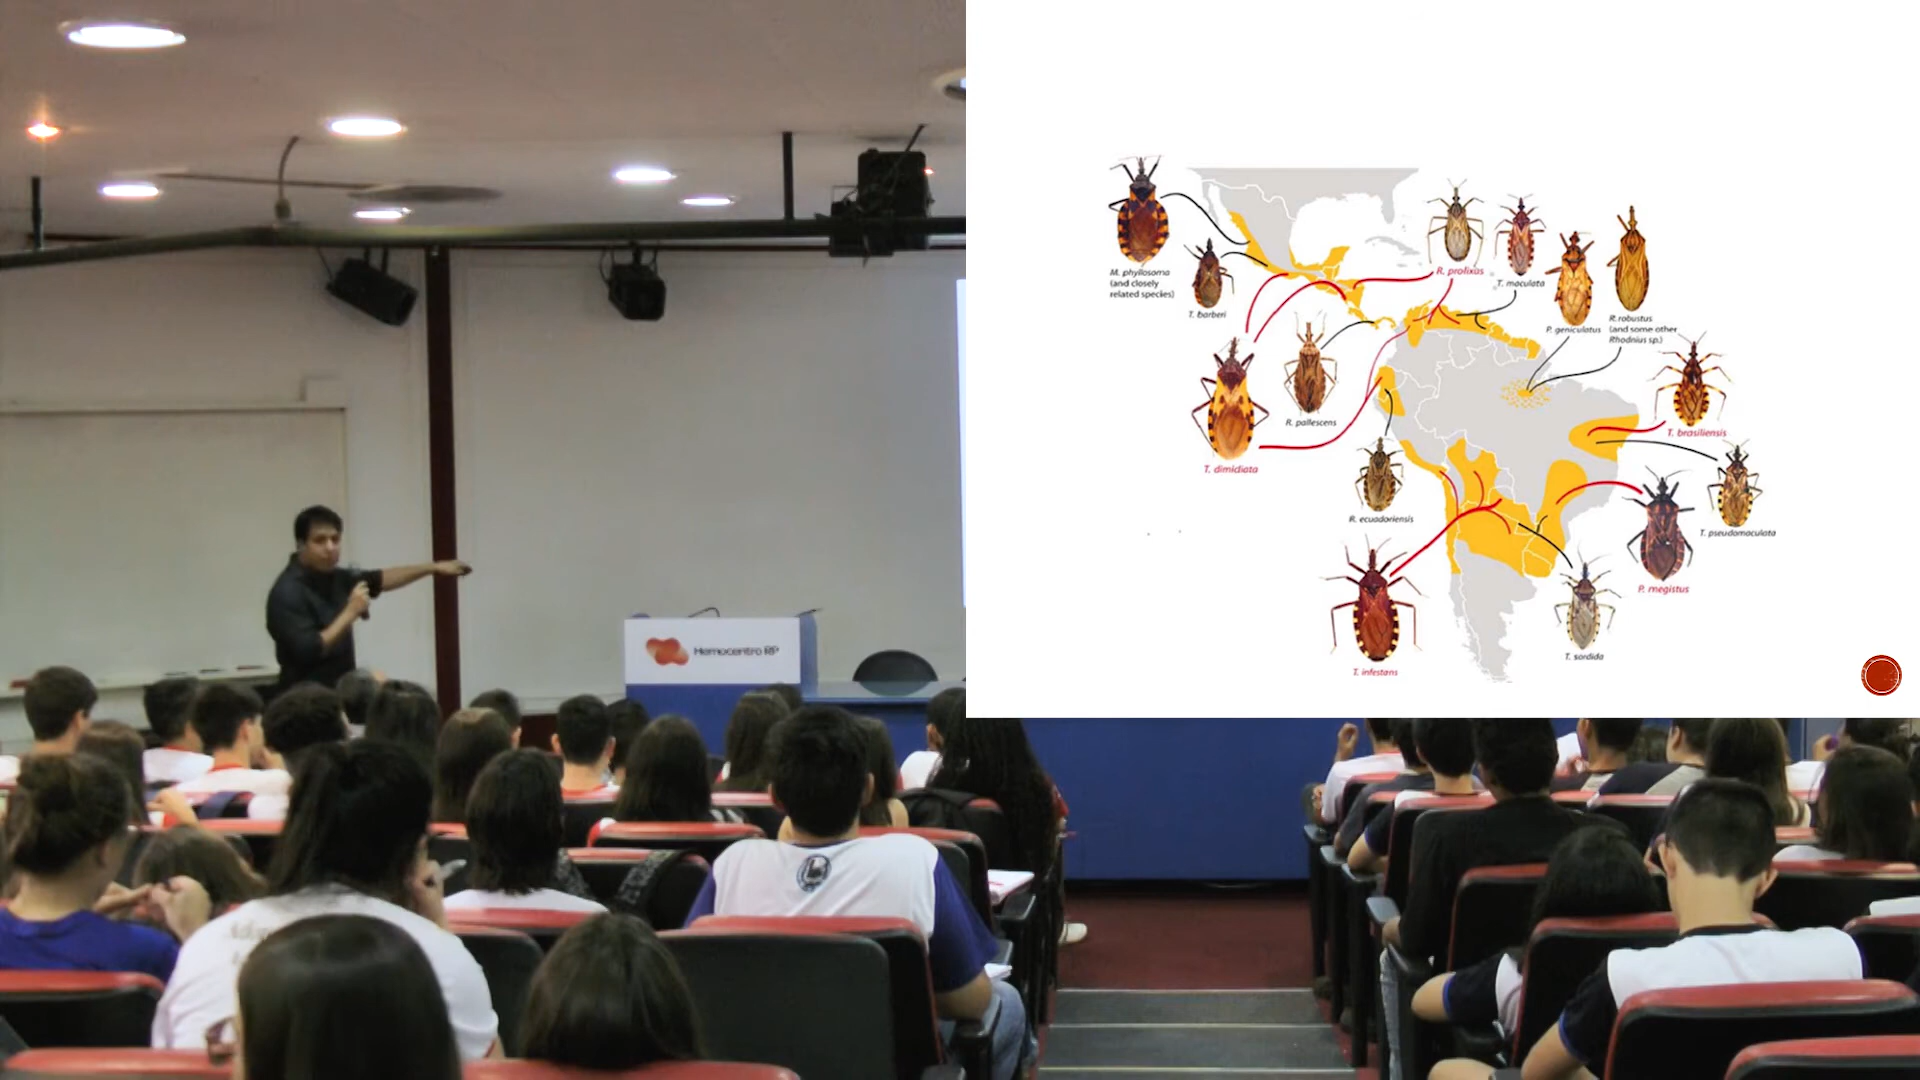 Hemocentro RP
M. phyllosoma
(and closely
related species)
T. barberi
R. prolixus
T. maculata
P. geniculatus
R. robustus
(and some other
Rhodnius sp.)
R. pallescens
T. dimidiata
T. brasiliensis
R. ecuadoriensis
T. pseudomaculata
P. megistus
T. sordida
T. infestans